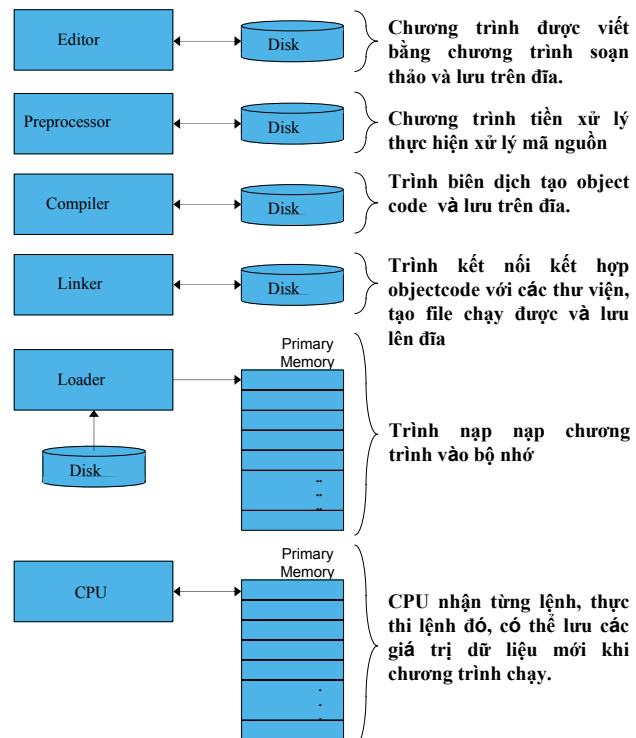 Editor
Disk
Chương trình được viết
bằng chương trình soạn
thảo và lưu trên đĩa.
Preprocessor
Disk
Chương trình tiền xử lý
thực hiện xử lý mã nguồn
Compiler
Disk
Trình biên dịch tạo object
code và lưu trên đĩa.
Linker
Disk
Trình kết nối kết hợp
objectcode với các thư viện,
tạo file chạy được và lưu
lên đĩa
Loader
Primary
Memory
Disk
Trình nạp nạp chương
trình vào bộ nhớ
CPU
Primary
Memory
CPU nhận từng lệnh, thực
thi lệnh đó, có thể lưu các
giá trị dữ liệu mới khi
chương trình chạy.